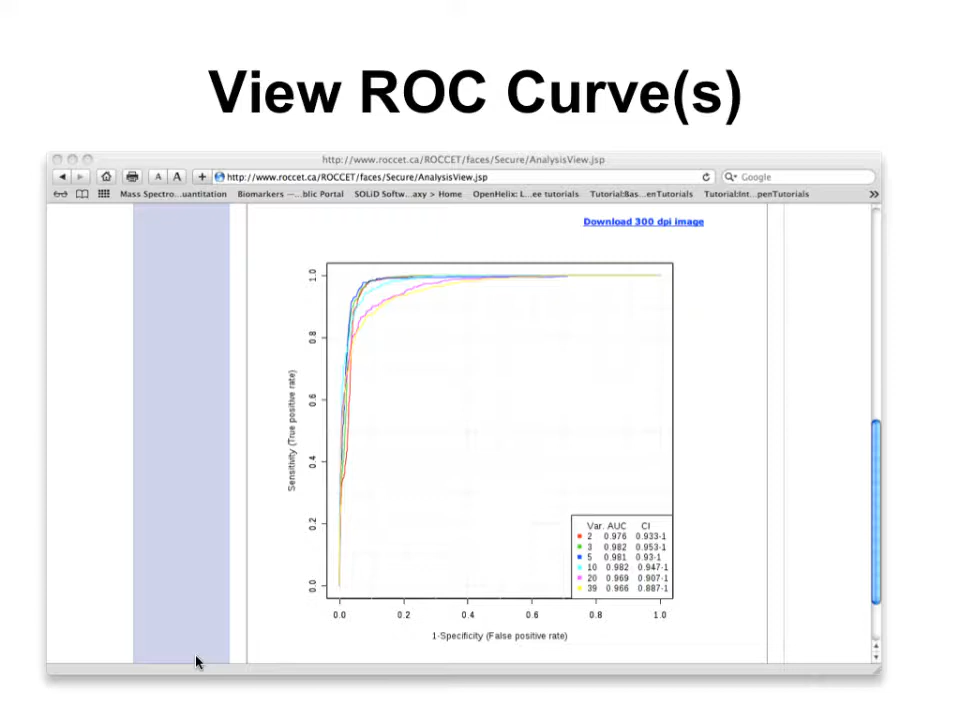 View ROC Curve(s)
http://www.roccet.ca/ROCCET/faces/Secure/AnalysisView.jsp
A A + http://www.roccet.ca/ROCCET/faces/Secure/AnalysisView.jsp Google
Mass Spectro...uantitation Biomarkers —...blic Portal SOLiD Softw...axy > Home OpenHelix: L...ee tutorials Tutorial:Bas...enTutorials Tutorial:Int...penTutorials »
Download 300 dpi image
1.0
0.8
0.6
0.4
0.2
0.0
Sensitivity (True positive rate)
Var. AUC CI
2 0.976 0.933-1
3 0.982 0.953-1
5 0.981 0.93-1
10 0.982 0.947-1
20 0.969 0.907-1
39 0.966 0.887-1
0.0 0.2 0.4 0.6 0.8 1.0
1-Specificity (False positive rate)